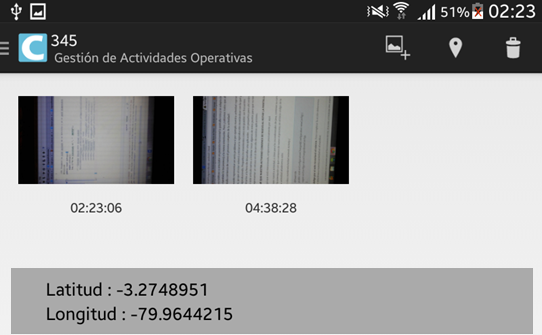 51% 02:23
C 345
Gestión de Actividades Operativas
02:23:06 04:38:28
Latitud : -3.2748951
Longitud : -79.9644215